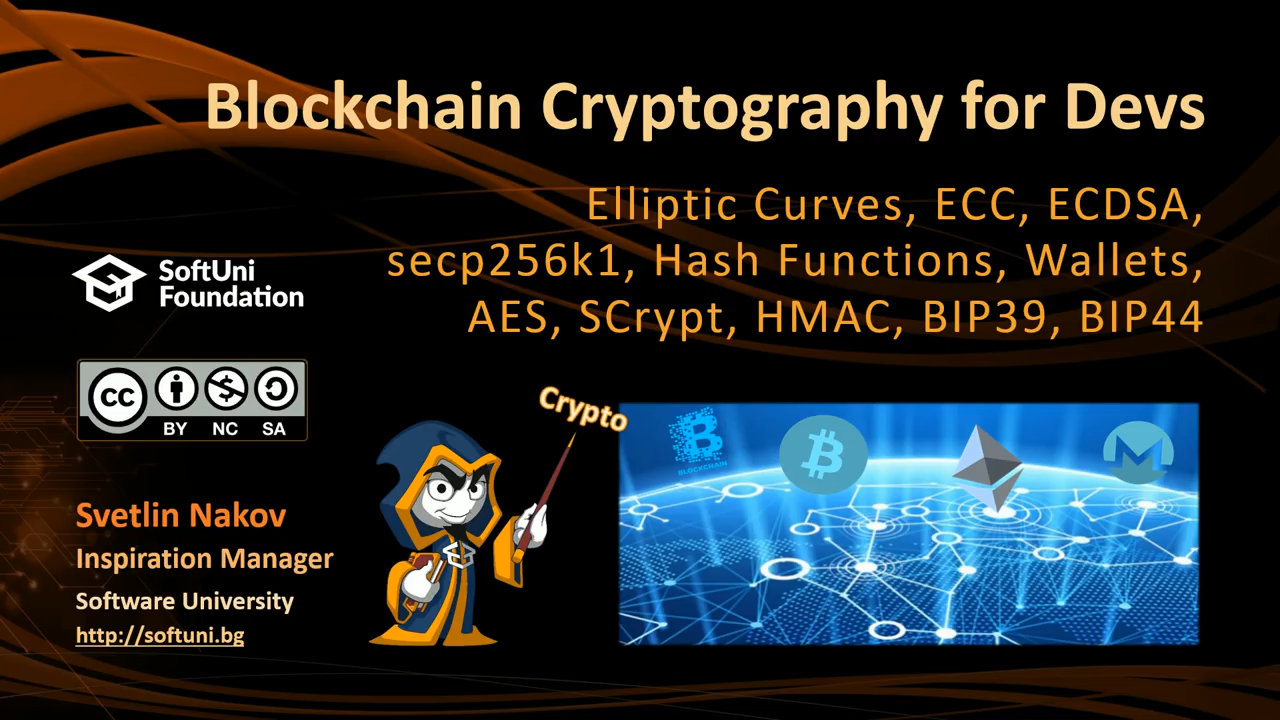 Blockchain Cryptography for Devs
Elliptic Curves, ECC, ECDSA,
secp256k1, Hash Functions, Wallets,
AES, SCrypt, HMAC, BIP39, BIP44
SoftUni
Foundation
CC
BY NC SA
Svetlin Nakov
Inspiration Manager
Software University
http://softuni.bg
Crypto
BLOCKCHAIN